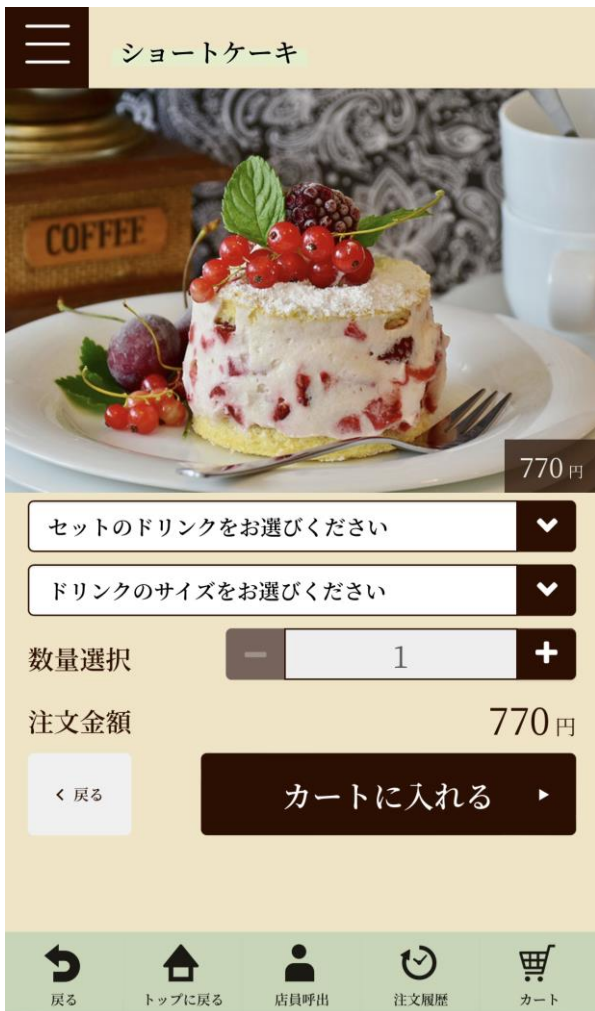 ショートケーキ
COFFEE
770円
セットのドリンクをお選びください
ドリンクのサイズをお選びください
数量選択
1
注文金額
770円
戻る
カートに入れる
戻る
トップに戻る
店員呼出
注文履歴
カート